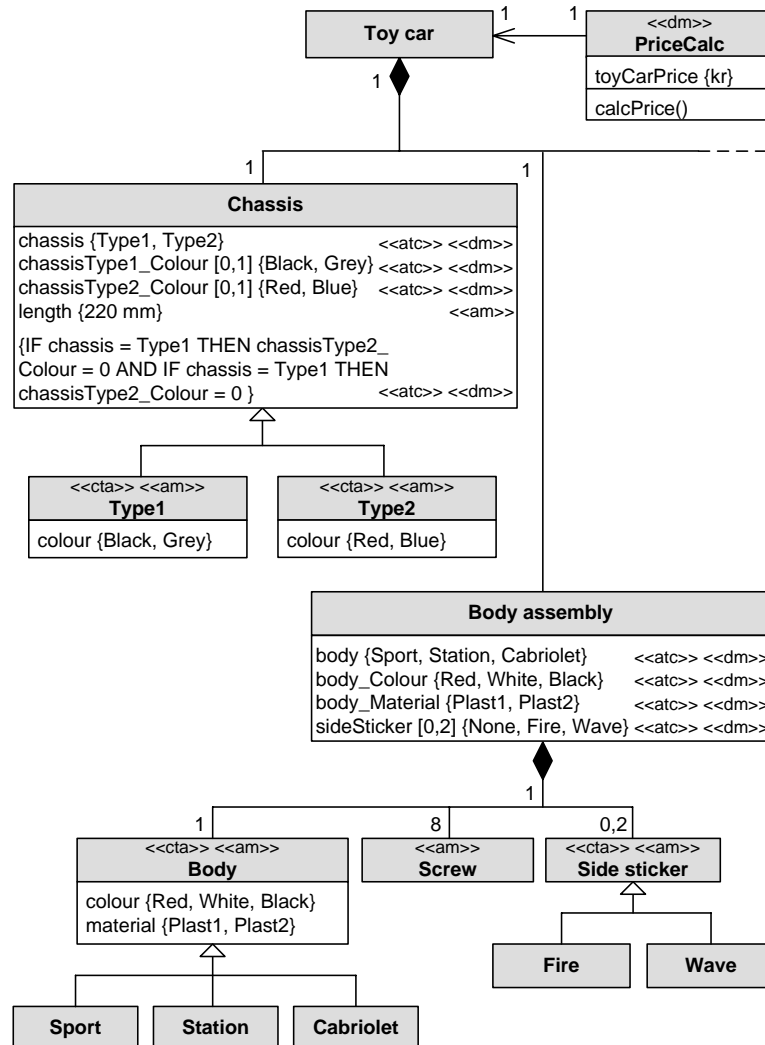 1
1
Toy car
<<dm>>
PriceCalc
toyCarPrice {kr}
calcPrice()
1
1
1
Chassis
chassis {Type1, Type2} <<atc>> <<dm>>
chassisType1_Colour [0,1] {Black, Grey} <<atc>> <<dm>>
chassisType2_Colour [0,1] {Red, Blue} <<atc>> <<dm>>
length {220 mm} <<am>>
{IF chassis = Type1 THEN chassisType2_
Colour = 0 AND IF chassis = Type1 THEN
chassisType2_Colour = 0 } <<atc>> <<dm>>
<<cta>> <<am>>
Type1
colour {Black, Grey}
<<cta>> <<am>>
Type2
colour {Red, Blue}
Body assembly
body {Sport, Station, Cabriolet} <<atc>> <<dm>>
body_Colour {Red, White, Black} <<atc>> <<dm>>
body_Material {Plast1, Plast2} <<atc>> <<dm>>
sideSticker [0,2] {None, Fire, Wave} <<atc>> <<dm>>
1
1
8
0,2
<<cta>> <<am>>
Body
colour {Red, White, Black}
material {Plast1, Plast2}
<<am>>
Screw
<<cta>> <<am>>
Side sticker
Fire
Wave
Sport
Station
Cabriolet